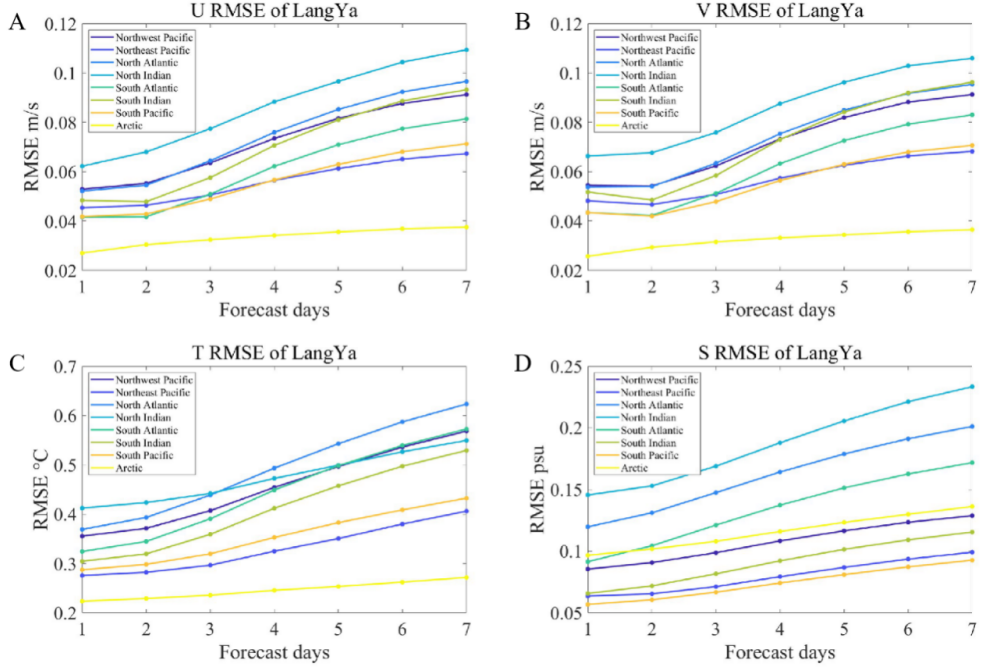 A
U RMSE of LangYa
RMSE m/s
0.12
0.1
0.08
0.06
0.04
0.02
Northwest Pacific
Northeast Pacific
North Atlantic
North Indian
South Atlantic
South Indian
South Pacific
Arctic
1 2 3 4 5 6 7
Forecast days
B
V RMSE of LangYa
RMSE m/s
0.12
0.1
0.08
0.06
0.04
0.02
Northwest Pacific
Northeast Pacific
North Atlantic
North Indian
South Atlantic
South Indian
South Pacific
Arctic
1 2 3 4 5 6 7
Forecast days
C
T RMSE of LangYa
RMSE °C
0.7
0.6
0.5
0.4
0.3
0.2
Northwest Pacific
Northeast Pacific
North Atlantic
North Indian
South Atlantic
South Indian
South Pacific
Arctic
1 2 3 4 5 6 7
Forecast days
D
S RMSE of LangYa
RMSE psu
0.25
0.2
0.15
0.1
0.05
Northwest Pacific
Northeast Pacific
North Atlantic
North Indian
South Atlantic
South Indian
South Pacific
Arctic
1 2 3 4 5 6 7
Forecast days